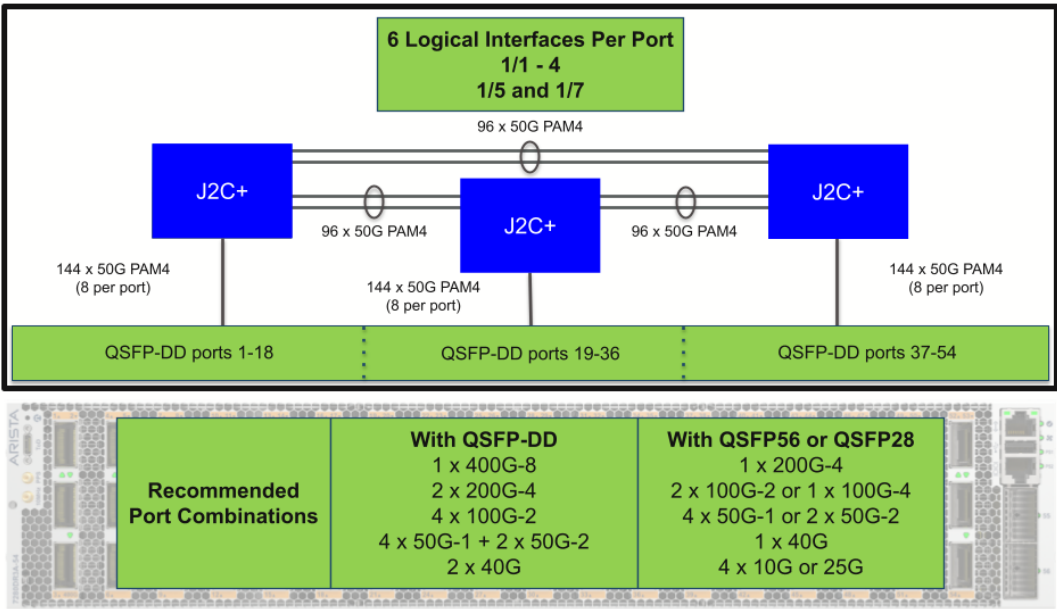 6 Logical Interfaces Per Port
1/1 - 4
1/5 and 1/7
96 x 50G PAM4
J2C+
J2C+
J2C+
96 x 50G PAM4
96 x 50G PAM4
144 x 50G PAM4
(8 per port)
144 x 50G PAM4
(8 per port)
144 x 50G PAM4
(8 per port)
QSFP-DD ports 1-18
QSFP-DD ports 19-36
QSFP-DD ports 37-54
ARISTA
Recommended
Port Combinations
With QSFP-DD
1 x 400G-8
2 x 200G-4
4 x 100G-2
4 x 50G-1 + 2 x 50G-2
2 x 40G
With QSFP56 or QSFP28
1 x 200G-4
2 x 100G-2 or 1 x 100G-4
4 x 50G-1 or 2 x 50G-2
1 x 40G
4 x 10G or 25G